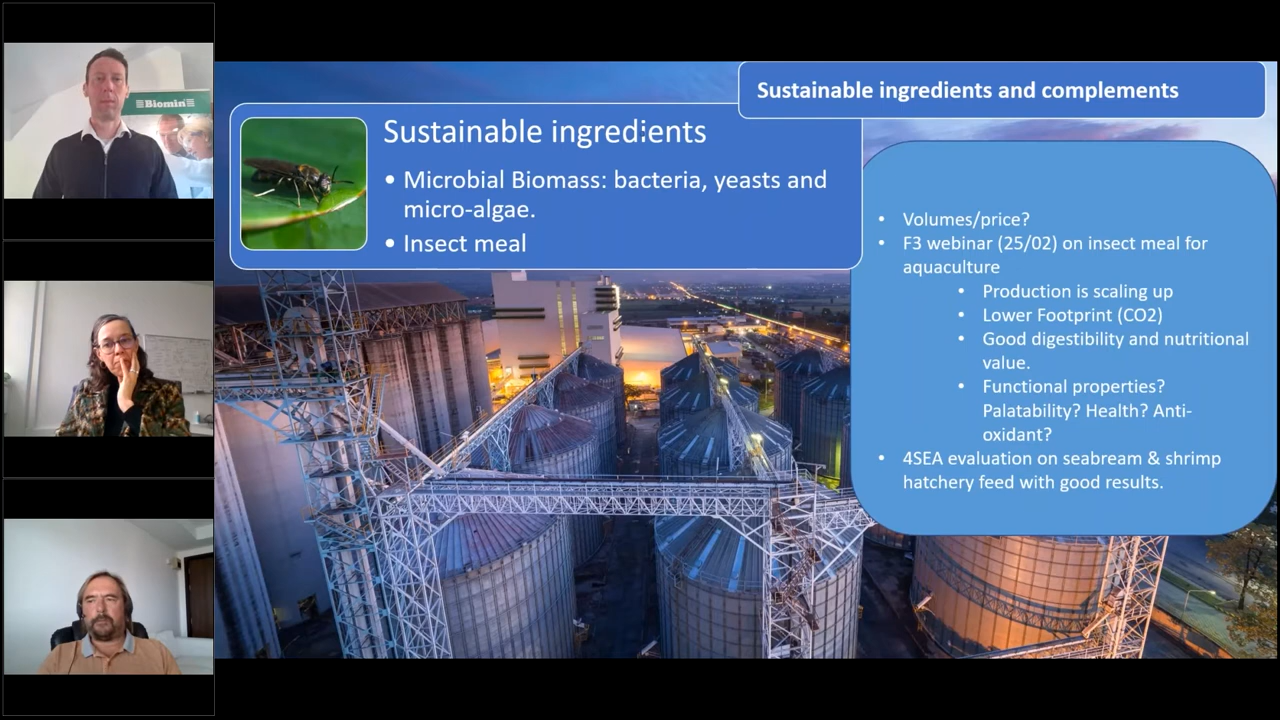 ≡Biomin≡
Sustainable ingredients and complements
Sustainable ingredients
• Microbial Biomass: bacteria, yeasts and
micro-algae.
• Insect meal
• Volumes/price?
• F3 webinar (25/02) on insect meal for
aquaculture
• Production is scaling up
• Lower Footprint (CO2)
• Good digestibility and nutritional
value.
• Functional properties?
Palatability? Health? Anti-
oxidant?
• 4SEA evaluation on seabream & shrimp
hatchery feed with good results.